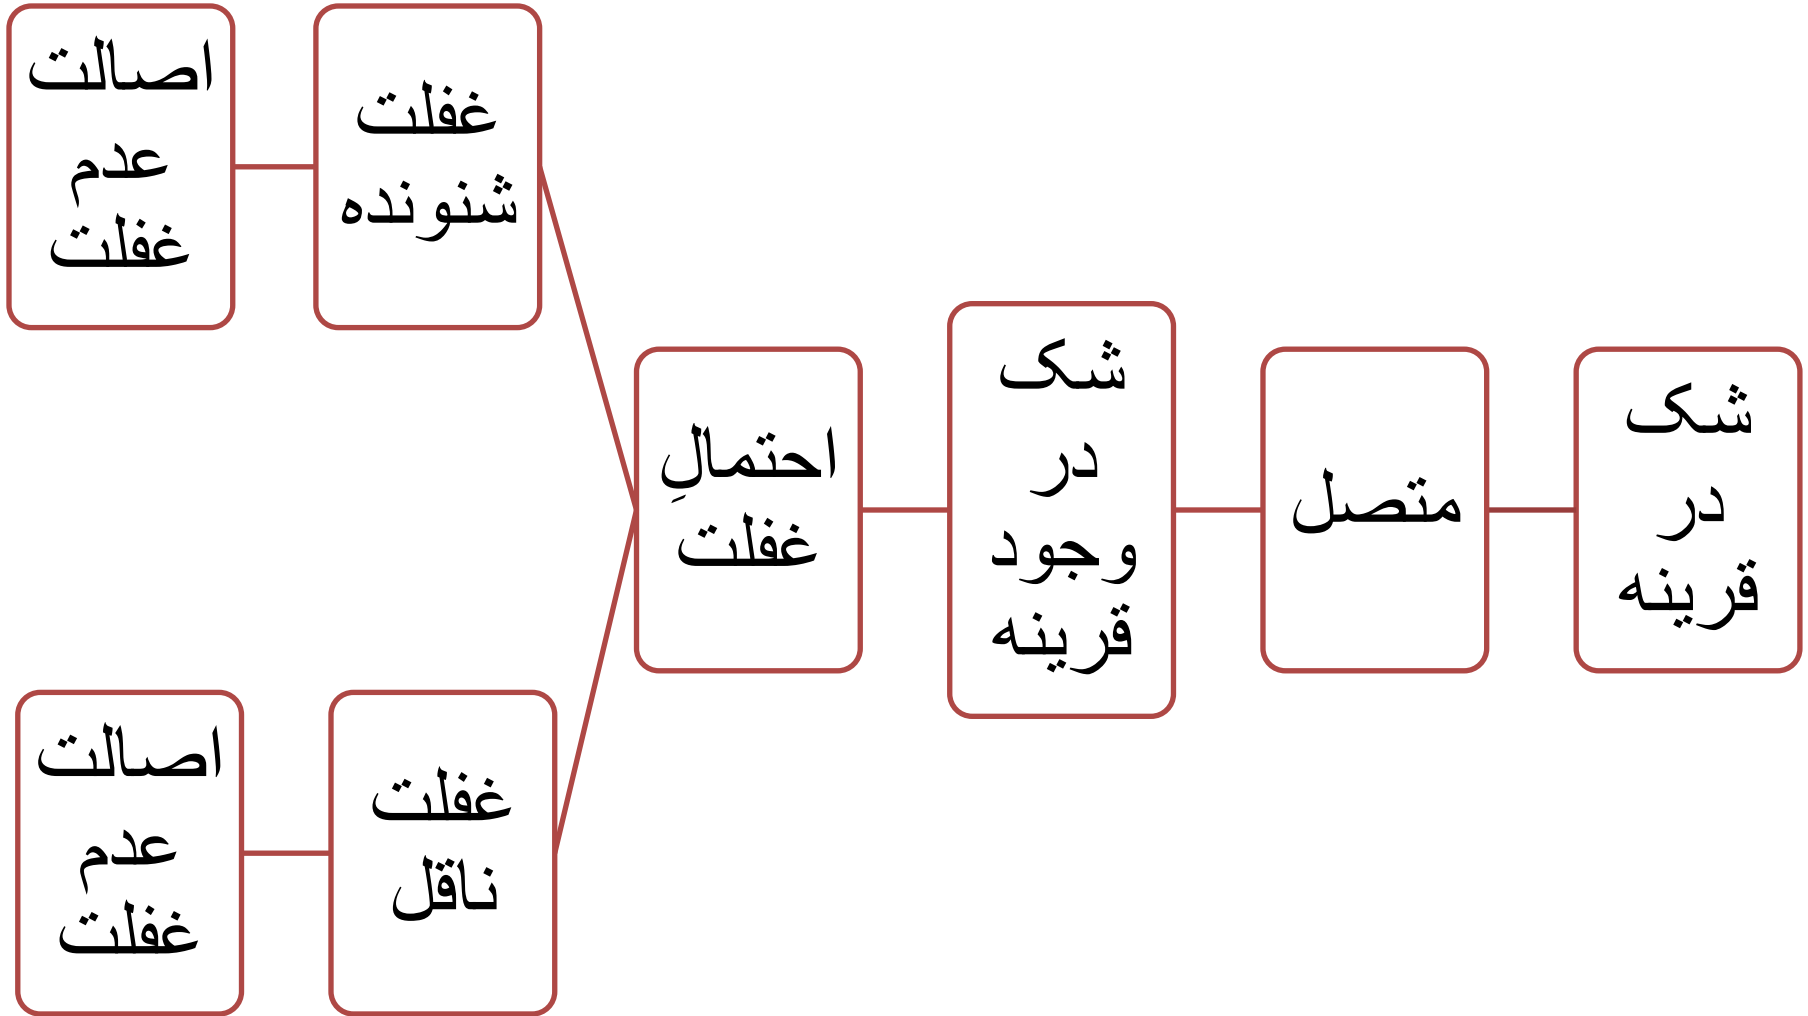 شک
در
قرینه
متصل
شک
در
وجود
قرینه
احتمالِ
غفلت
غفلت
شنونده
اصالت
عدم
غفلت
غفلت
ناقل
اصالت
عدم
غفلت